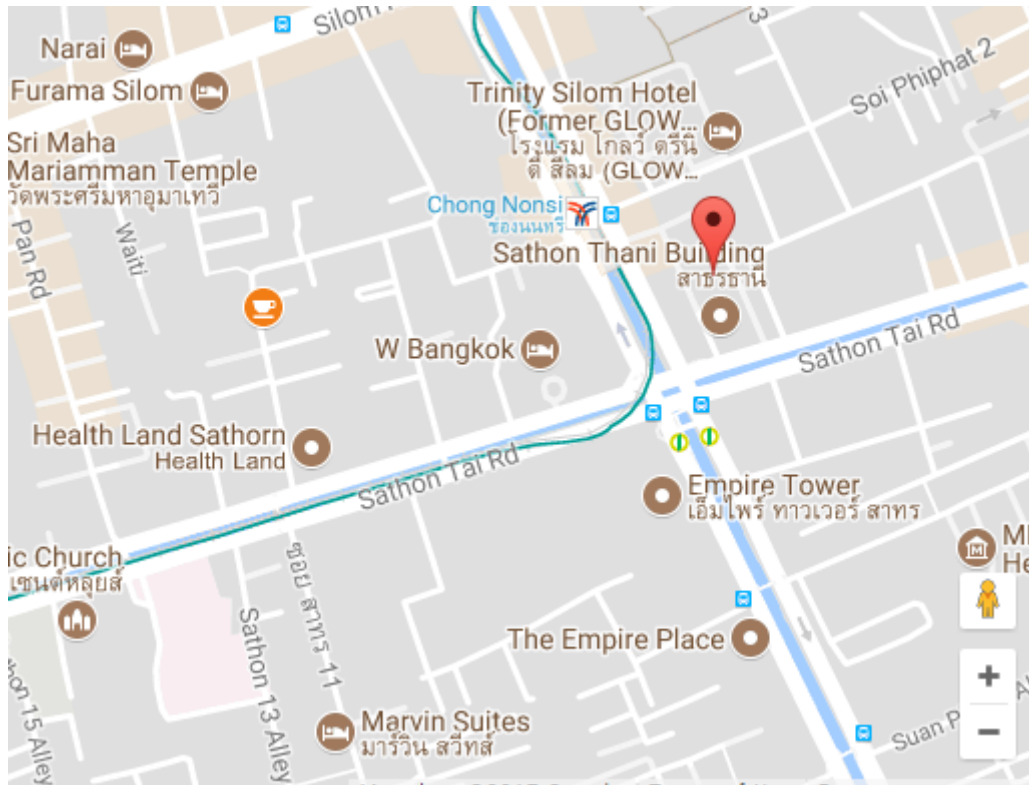 Silom
Narai
Furama Silom
Sri Maha
Mariamman Temple
วัดพระศรีมหาอุมาเทวี
Trinity Silom Hotel
(Former GLOW...
โรงแรม โกลว์ ตรีนิ
ตี้ สีลม (GLOW...
3
Soi Phiphat 2
Chong Nonsi
ช่องนนทรี
Sathon Thani Building
สาธรธานี
Pan Rd
Waiti
W Bangkok
Sathon Tai Rd
Health Land Sathorn
Health Land
Sathon Tai Rd
Empire Tower
เอ็มไพร์ ทาวเวอร์ สาทร
ic Church
เซนต์หลุยส์
M
He
The Empire Place
ซอย สาทร 11
Sathon 13 Alley
thon 15 Alley
Marvin Suites
มาร์วิน สวีทส์
Suan P
+
−